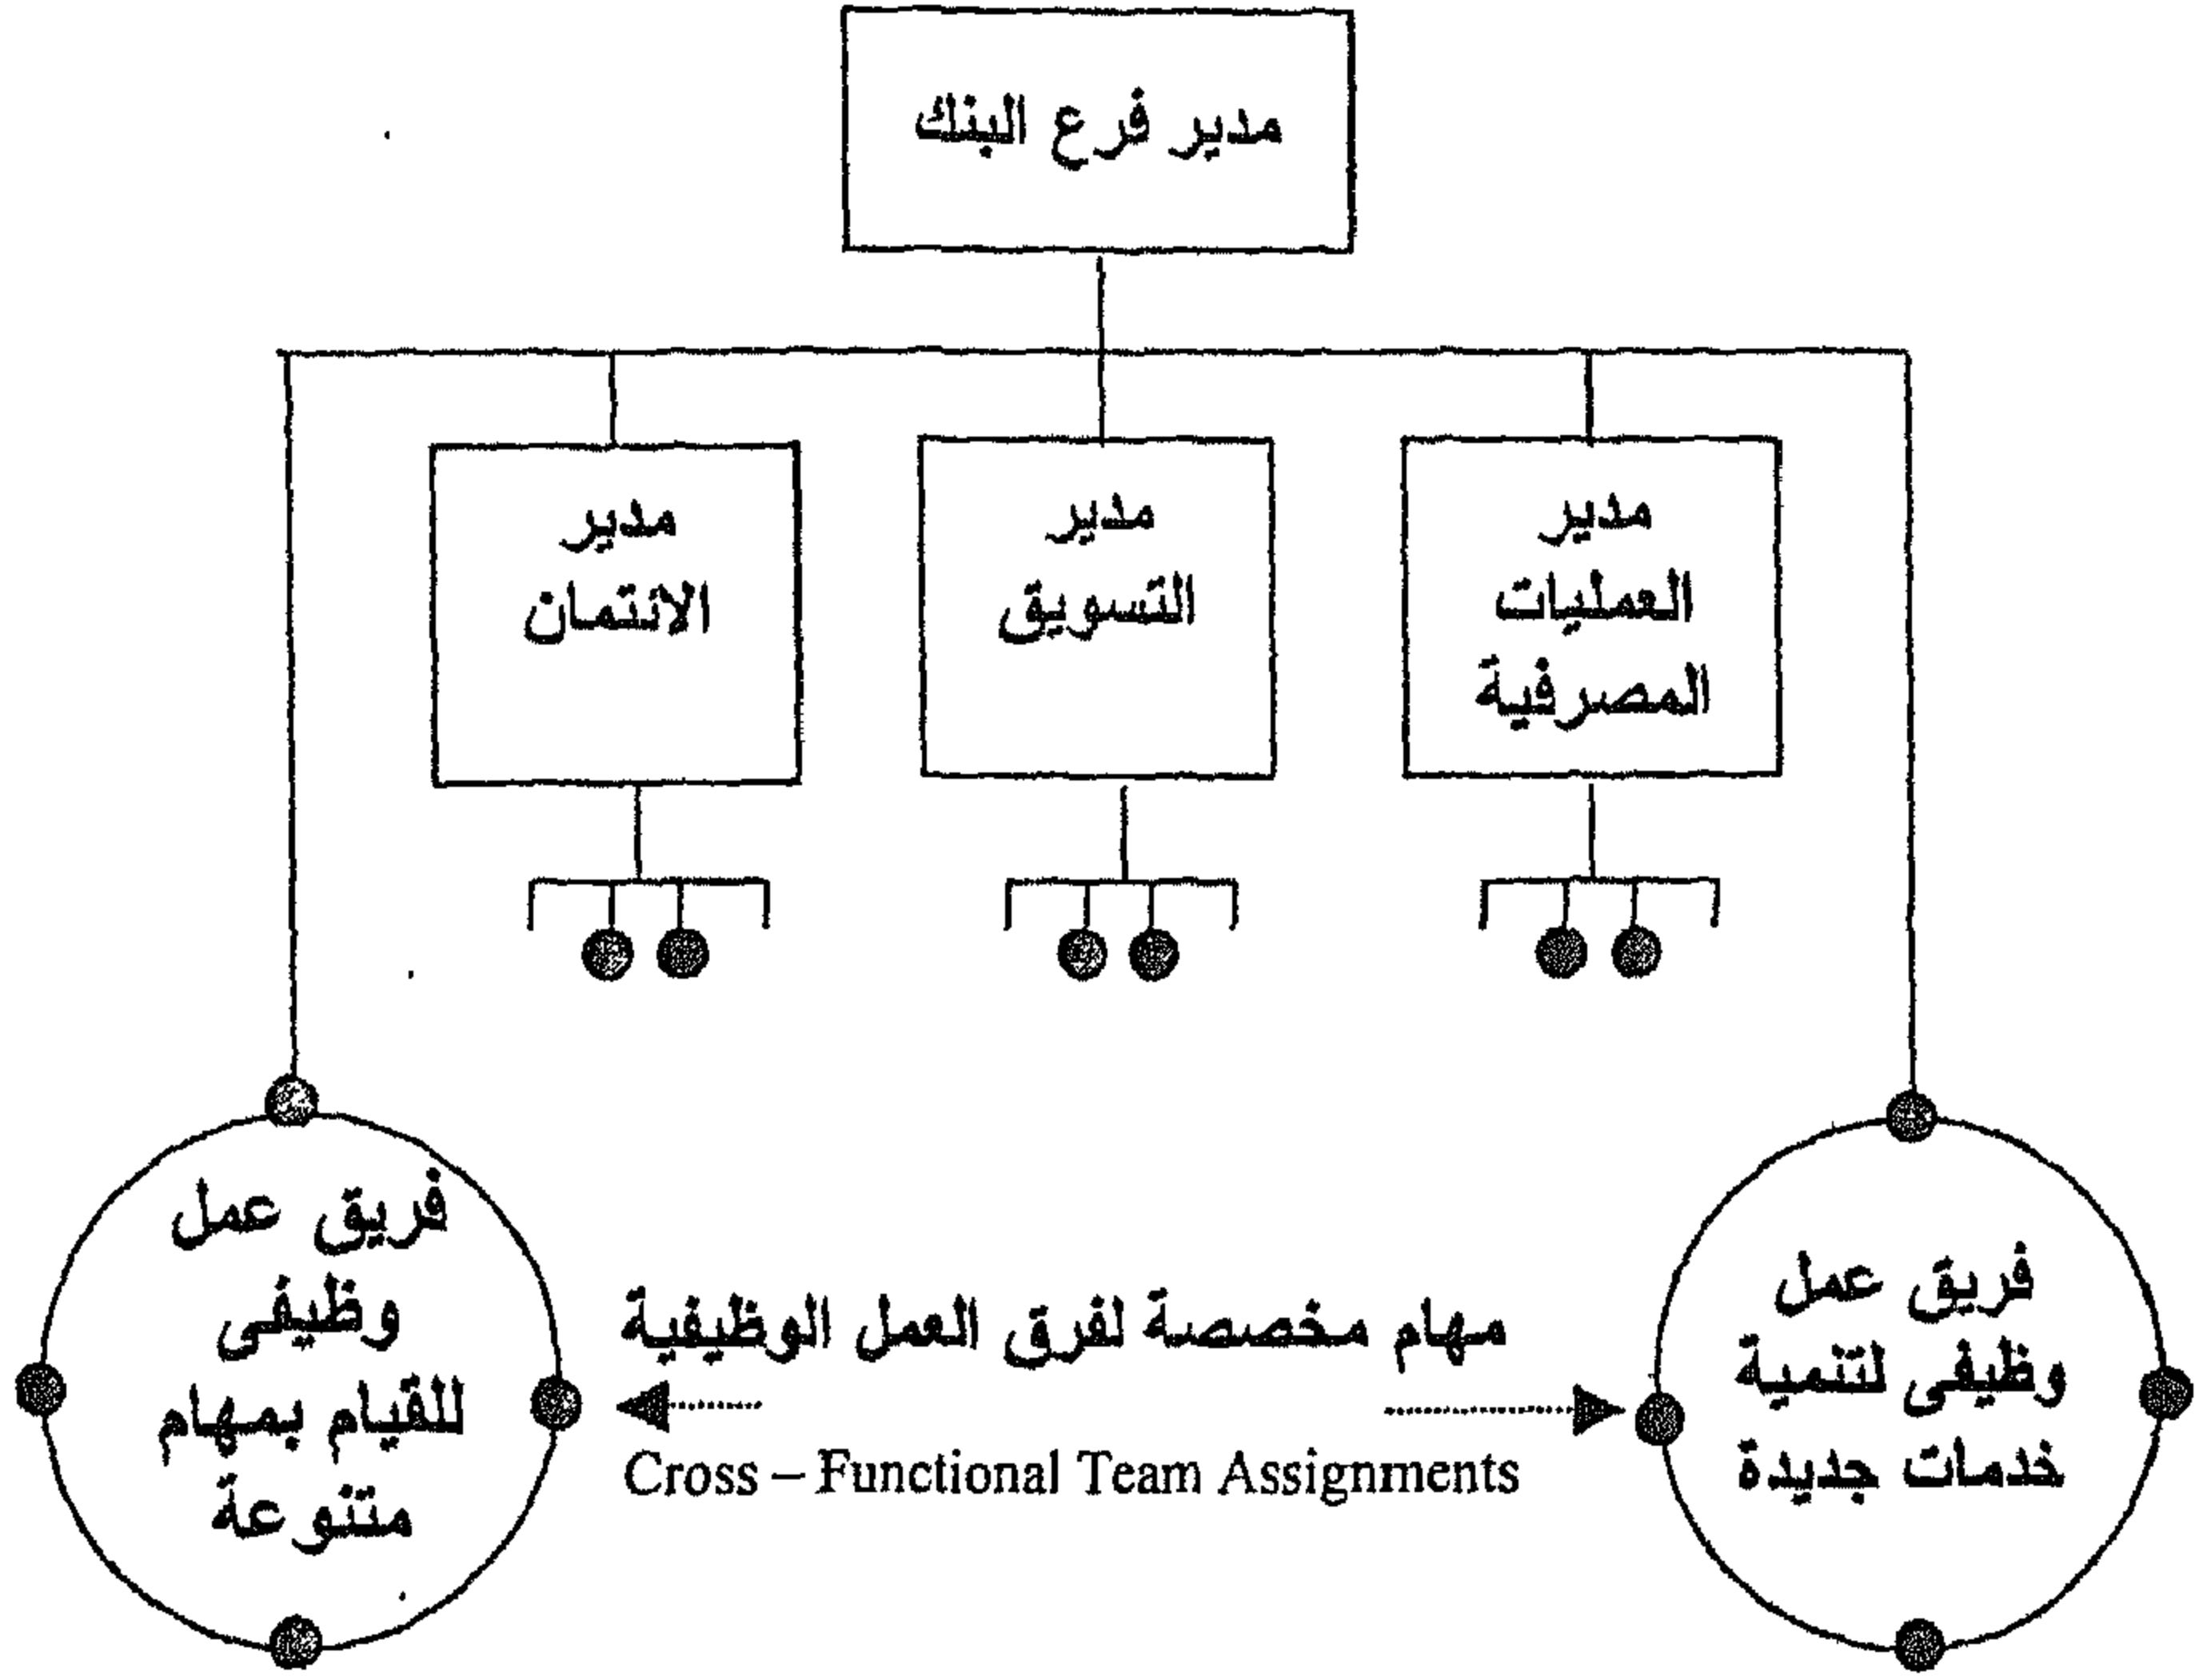 مدير فرع البنك
مدير
العمليات
المصرفية
مدير
التسويق
مدير
الائتمان
فريق عمل
وظيفى لتنمية
خدمات جديدة
مهام مخصصة لفرق العمل الوظيفية
Cross – Functional Team Assignments
فريق عمل
وظيفى
للقيام بمهام
متنوعة